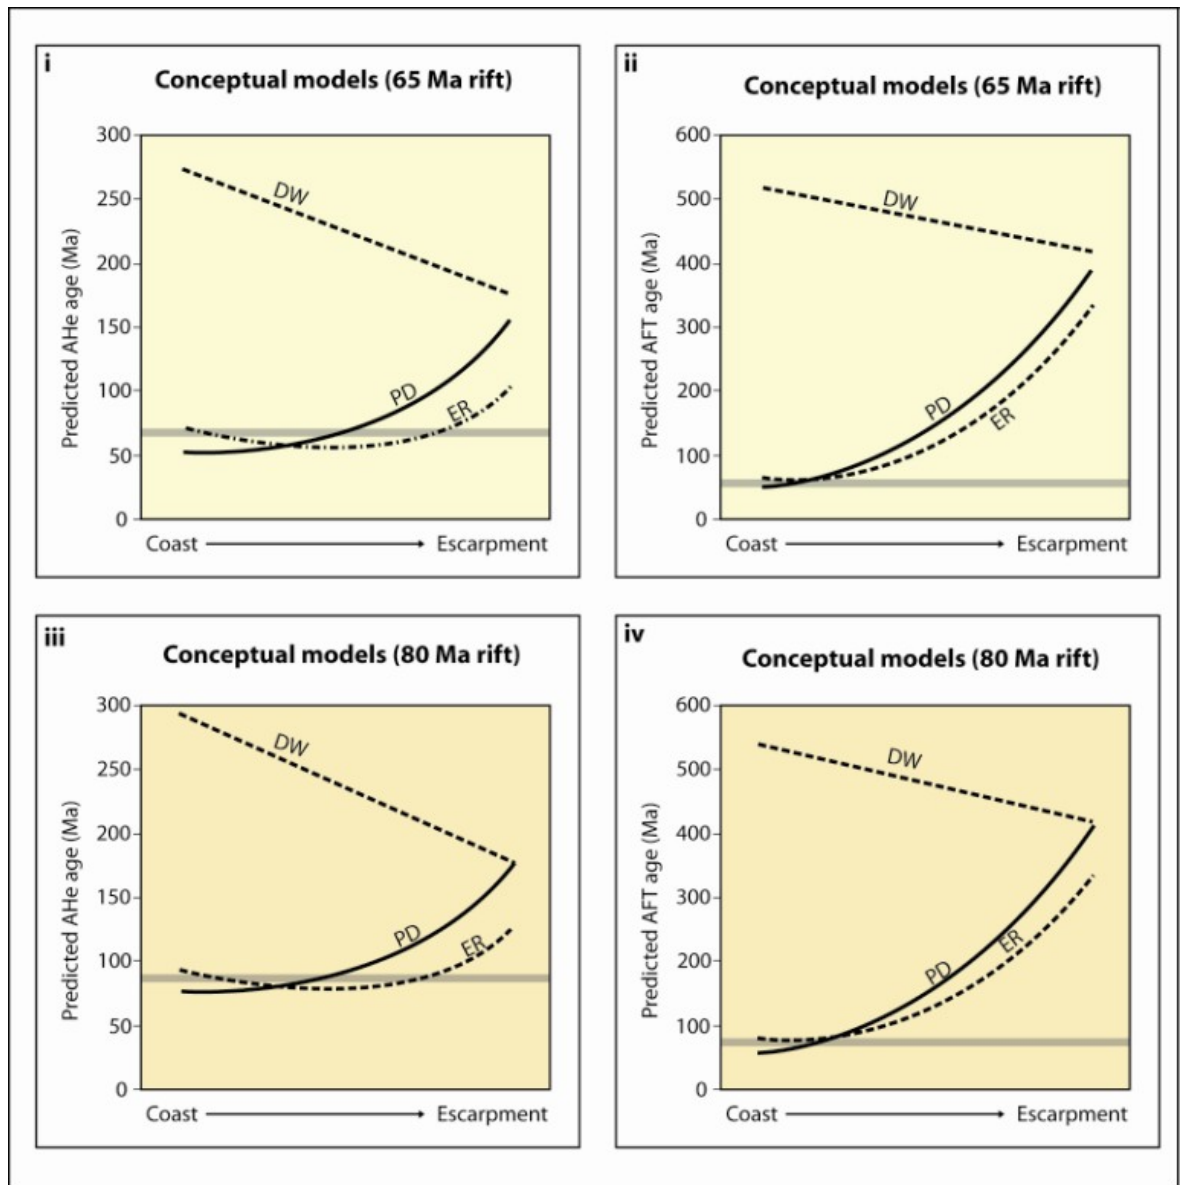 i
Conceptual models (65 Ma rift)
300
250
200
150
100
50
0
Predicted AHe age (Ma)
DW
PD
ER
Coast
Escarpment
ii
Conceptual models (65 Ma rift)
600
500
400
300
200
100
0
Predicted AFT age (Ma)
DW
PD
ER
Coast
Escarpment
iii
Conceptual models (80 Ma rift)
300
250
200
150
100
50
0
Predicted AHe age (Ma)
DW
PD
ER
Coast
Escarpment
iv
Conceptual models (80 Ma rift)
600
500
400
300
200
100
0
Predicted AFT age (Ma)
DW
PD
ER
Coast
Escarpment